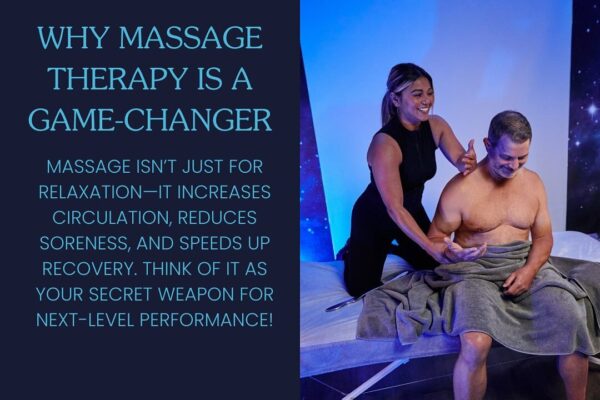 WHY MASSAGE
THERAPY IS A
GAME-CHANGER
MASSAGE ISN'T JUST FOR
RELAXATION—IT INCREASES
CIRCULATION, REDUCES
SORENESS, AND SPEEDS UP
RECOVERY. THINK OF IT AS
YOUR SECRET WEAPON FOR
NEXT-LEVEL PERFORMANCE!